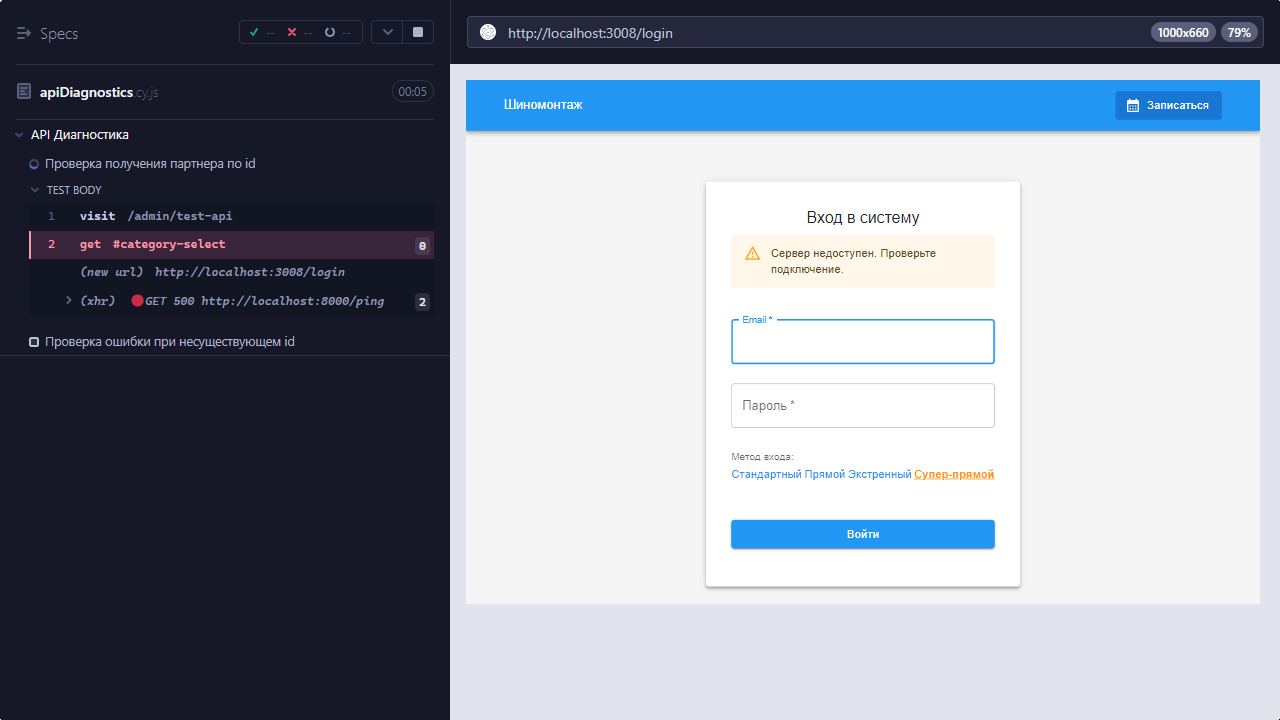 Specs
--
--
--
apiDiagnostics.cy.js
00:05
API Диагностика
Проверка получения партнера по id
TEST BODY
1 visit /admin/test-api
2 get #category-select 0
(new url) http://localhost:3008/login
(xhr) GET 500 http://localhost:8000/ping 2
Проверка ошибки при несуществующем id
http://localhost:3008/login
1000x660
79%
Шиномонтаж
Записаться
Вход в систему
Сервер недоступен. Проверьте
подключение.
Email *
Пароль *
Метод входа:
Стандартный Прямой Экстренный Супер-прямой
Войти